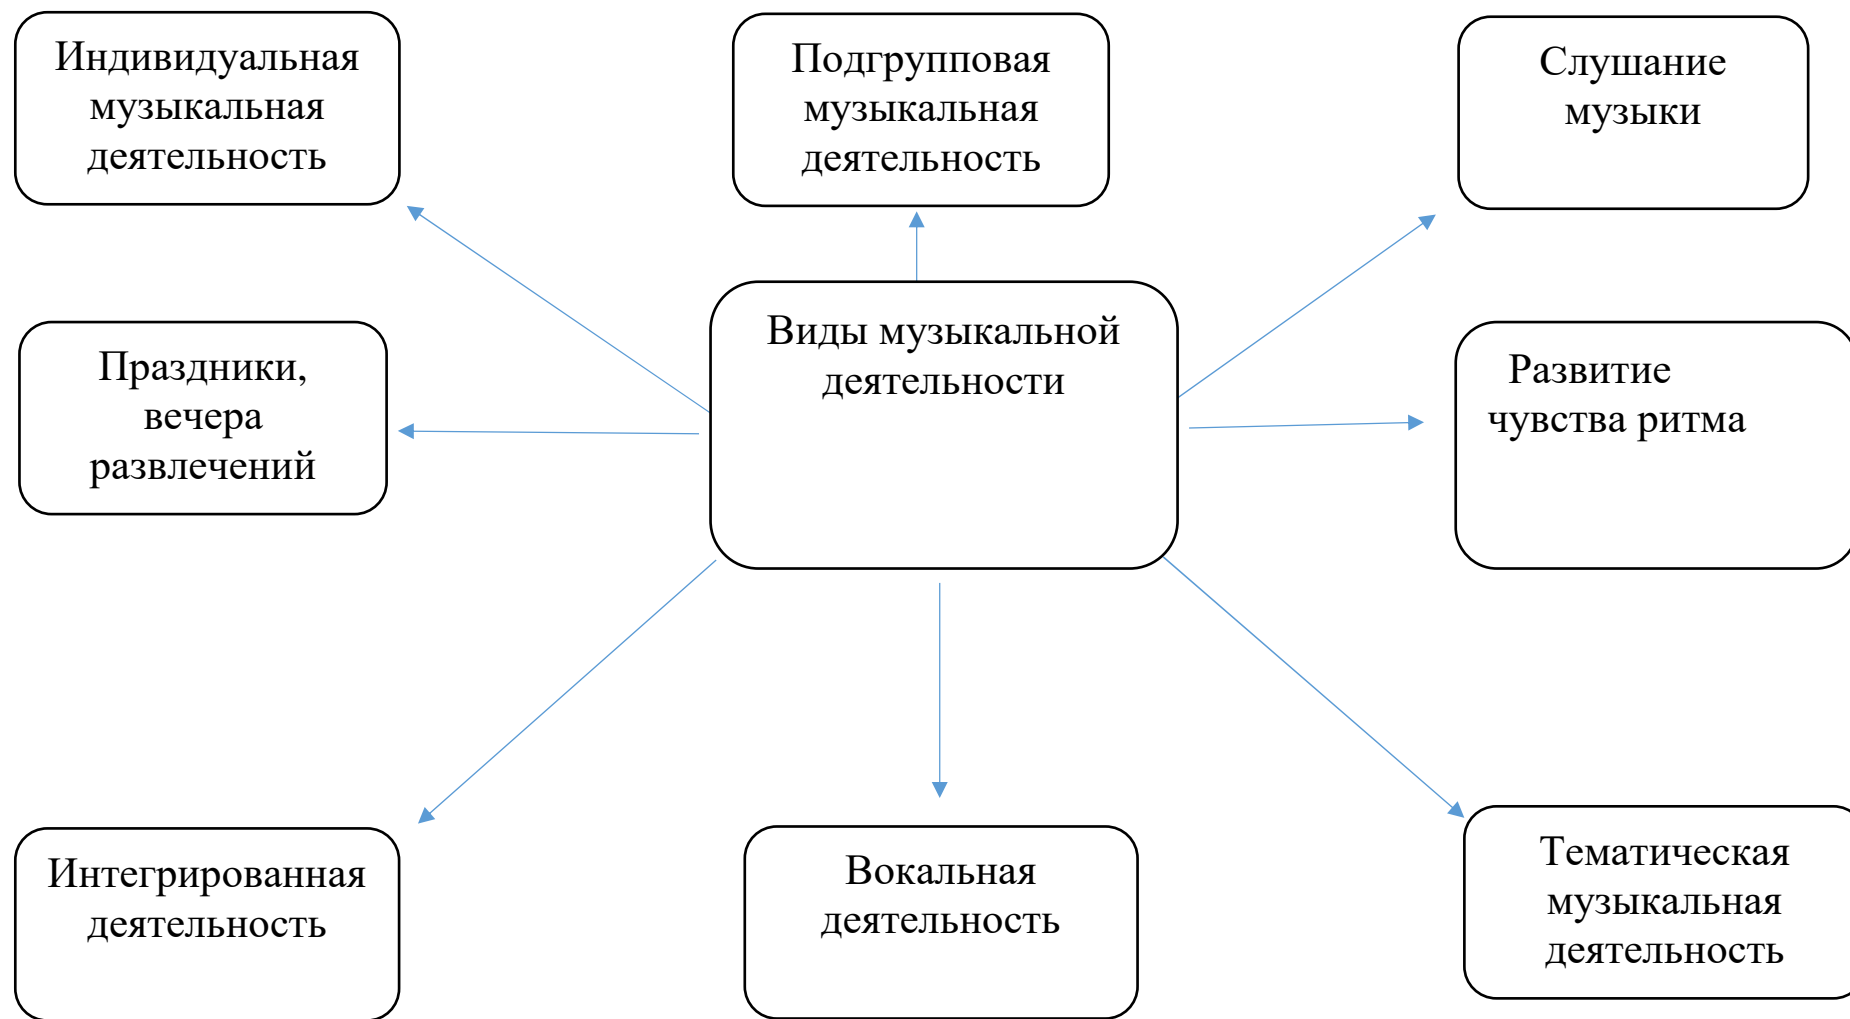 Индивидуальная
музыкальная
деятельность
Подгрупповая
музыкальная
деятельность
Слушание
музыки
Праздники,
вечера
развлечений
Виды музыкальной
деятельности
Развитие
чувства ритма
Интегрированная
деятельность
Вокальная
деятельность
Тематическая
музыкальная
деятельность